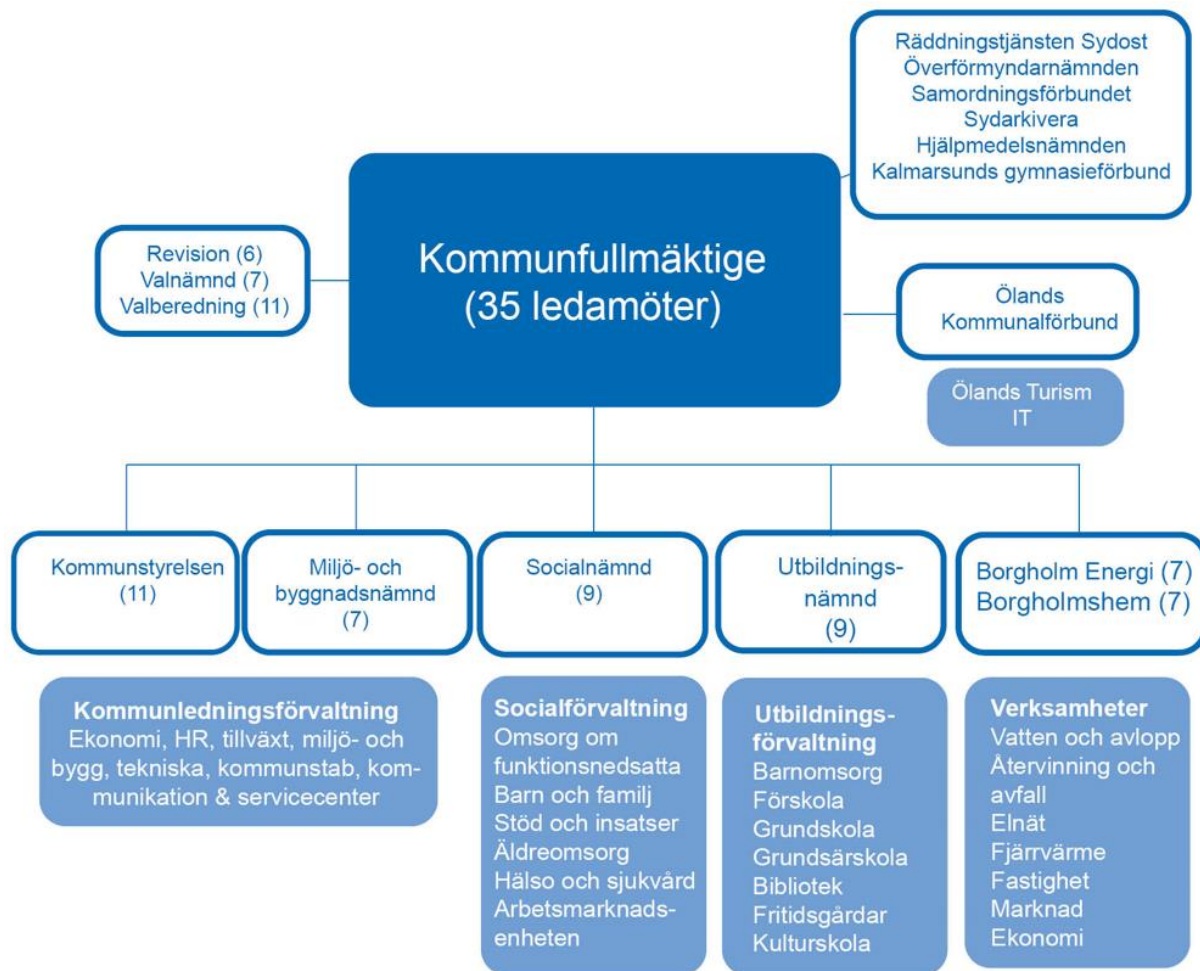 Räddningstjänsten Sydost
Överförmyndarnämnden
Samordningsförbundet
Sydarkivera
Hjälpmedelsnämnden
Kalmarsunds gymnasieförbund
Kommunfullmäktige
(35 ledamöter)
Revision (6)
Valnämnd (7)
Valberedning (11)
Ölands
Kommunalförbund
Ölands Turism
IT
Kommunstyrelsen
(11)
Miljö- och
byggnadsnämnd
(7)
Socialnämnd
(9)
Utbildnings-
nämnd
(9)
Borgholm Energi (7)
Borgholmshem (7)
Kommunledningsförvaltning
Ekonomi, HR, tillväxt, miljö- och
bygg, tekniska, kommunstab, kom-
munikation & servicecenter
Socialförvaltning
Omsorg om
funktionsnedsatta
Barn och familj
Stöd och insatser
Äldreomsorg
Hälso och sjukvård
Arbetsmarknads-
enheten
Utbildnings-
förvaltning
Barnomsorg
Förskola
Grundskola
Grundsärskola
Bibliotek
Fritidsgårdar
Kulturskola
Verksamheter
Vatten och avlopp
Återvinning och
avfall
Elnät
Fjärrvärme
Fastighet
Marknad
Ekonomi